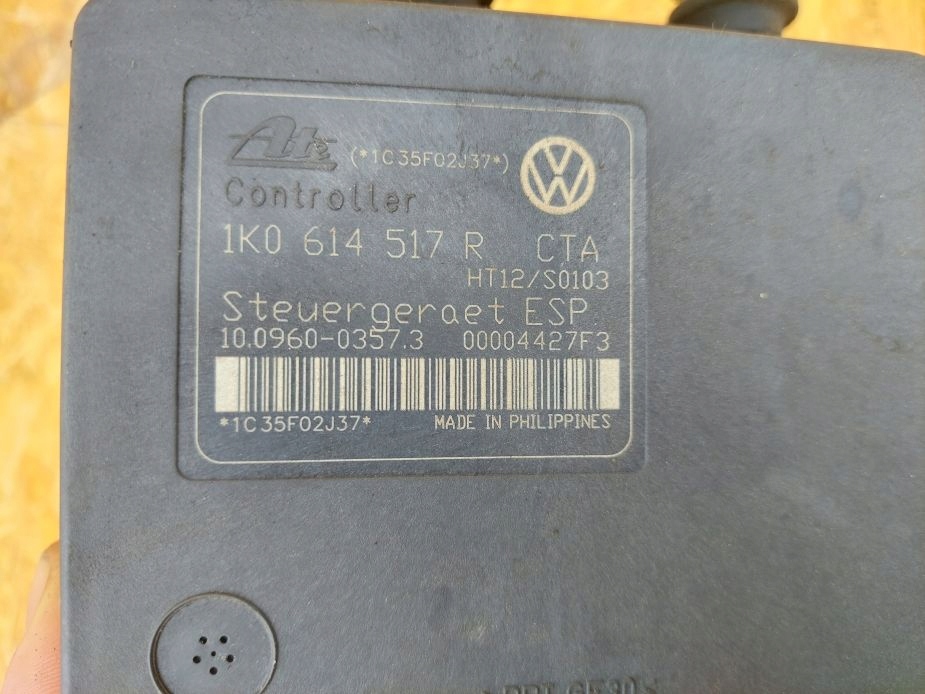 Ate (*1C35F02J37*)
Controller
1K0 614 517 R CTA
HT12/S0103
Steuergeraet ESP
10.0960-0357.3 00004427F3
*1C35F02J37* MADE IN PHILIPPINES